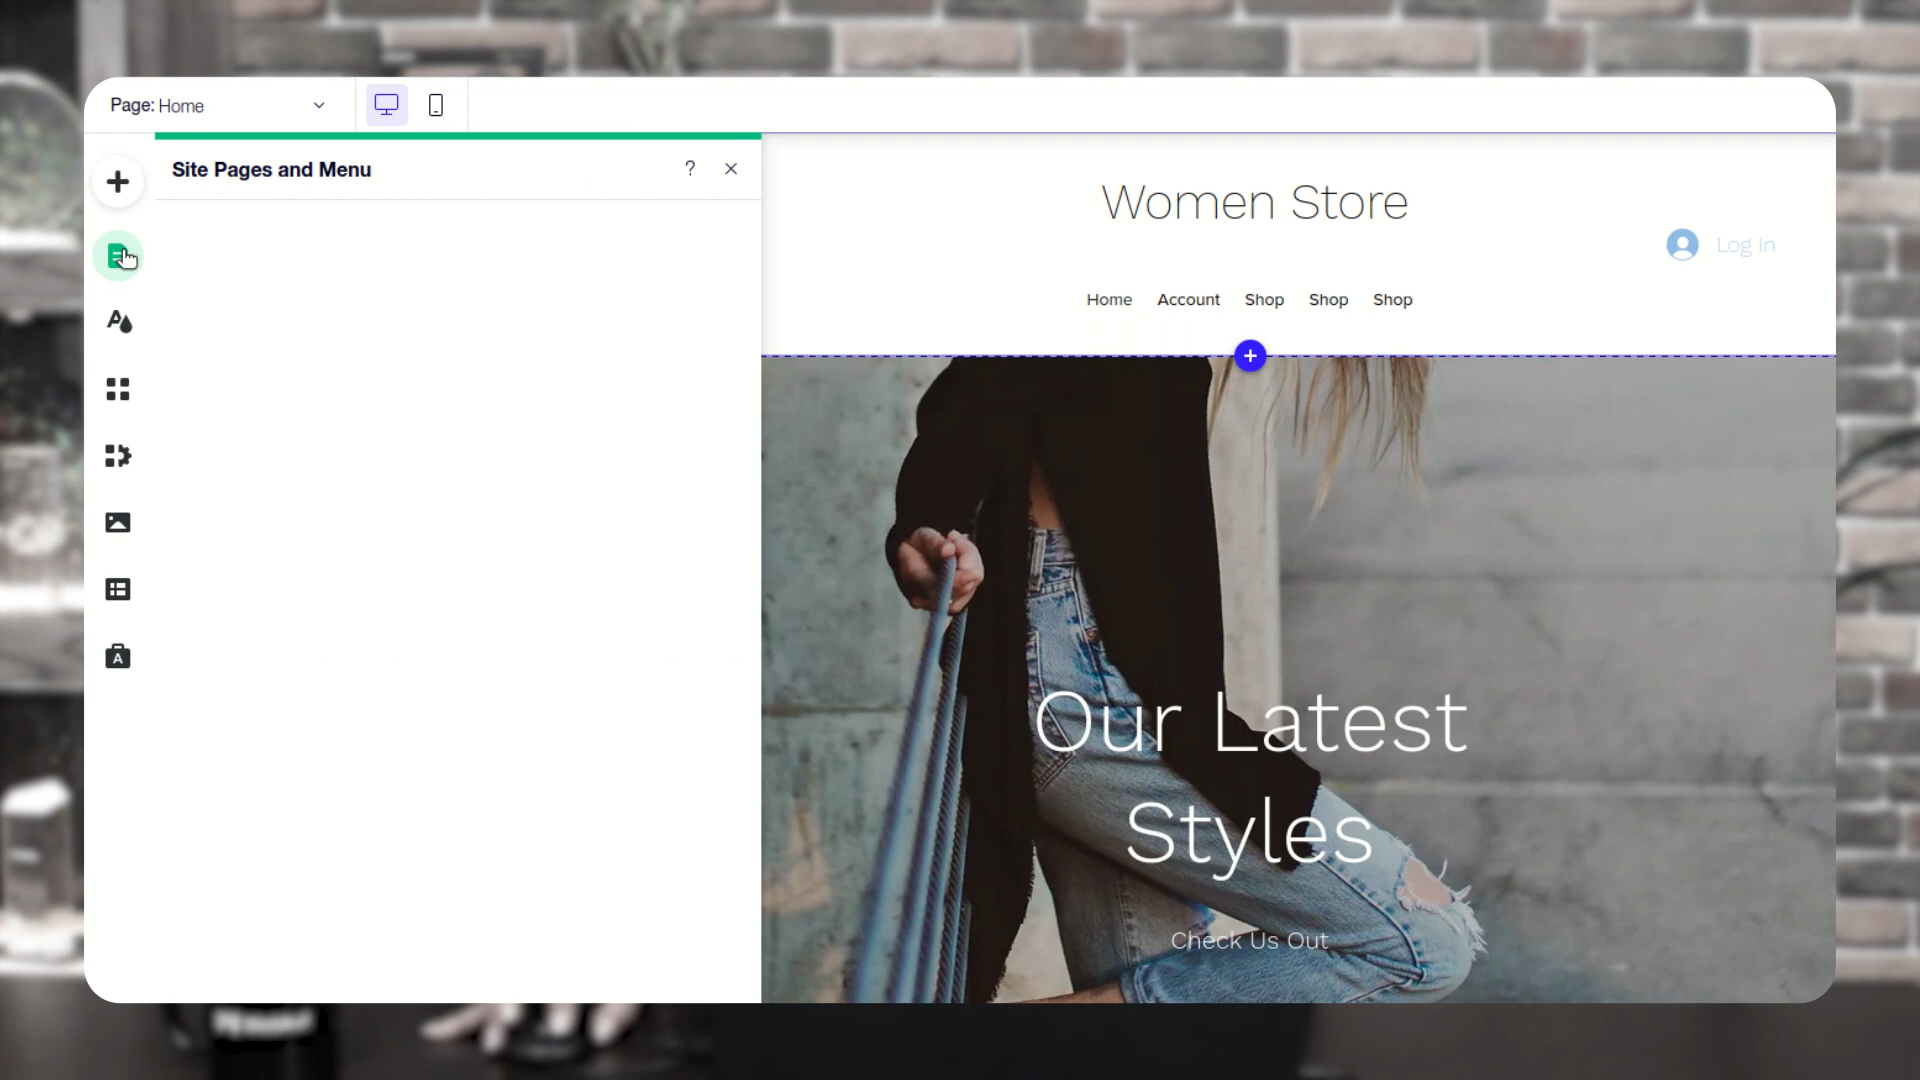 Page: Home
Site Pages and Menu
?
Women Store
Log In
Home Account Shop Shop Shop
Our Latest
Styles
Check Us Out